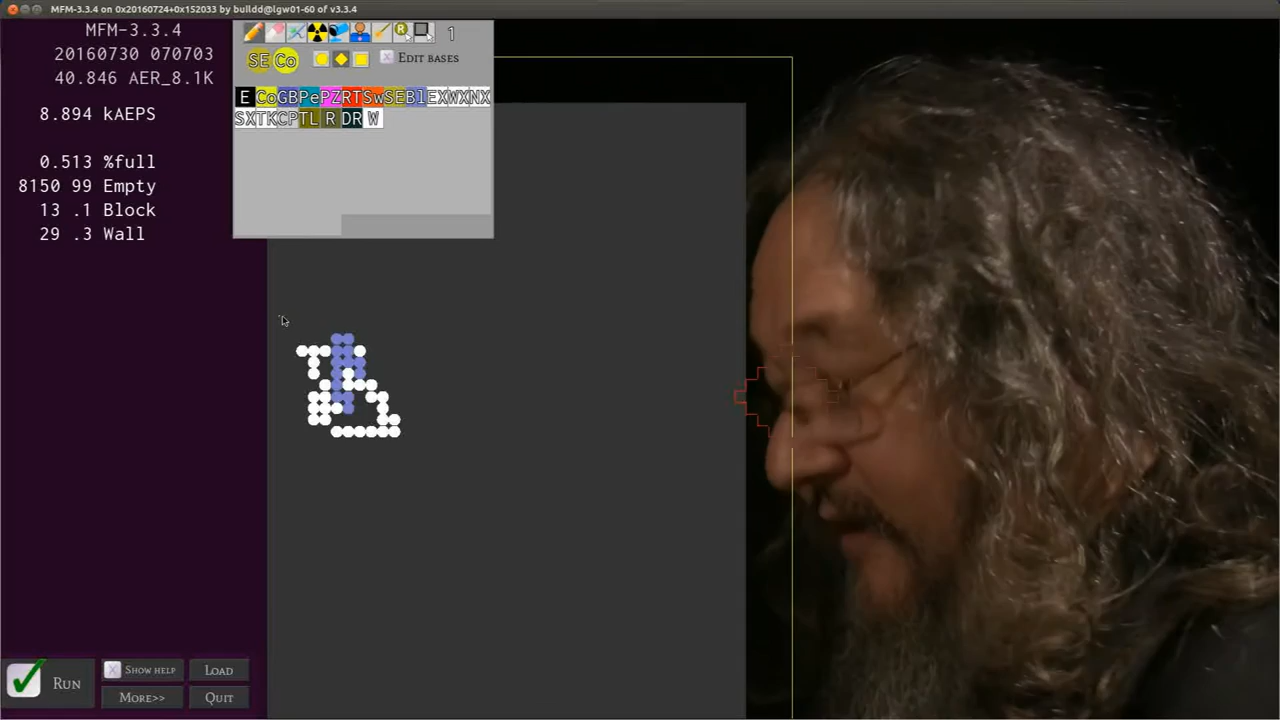 MFM-3.3.4 on 0x20160724+0x152033 by buildd@lgw01-60 of v3.3.4
MFM-3.3.4
20160730 070703
40.846 AER_8.1K
8.894 kAEPS
0.513 %full
8150 99 Empty
13 .1 Block
29 .3 Wall
1
SE Co
EDIT BASES
E Co GB Pe PZ RT Sw SE Bl EX WX NX
SX TK CP TL R DR W
RUN
SHOW HELP
LOAD
MORE>>
QUIT